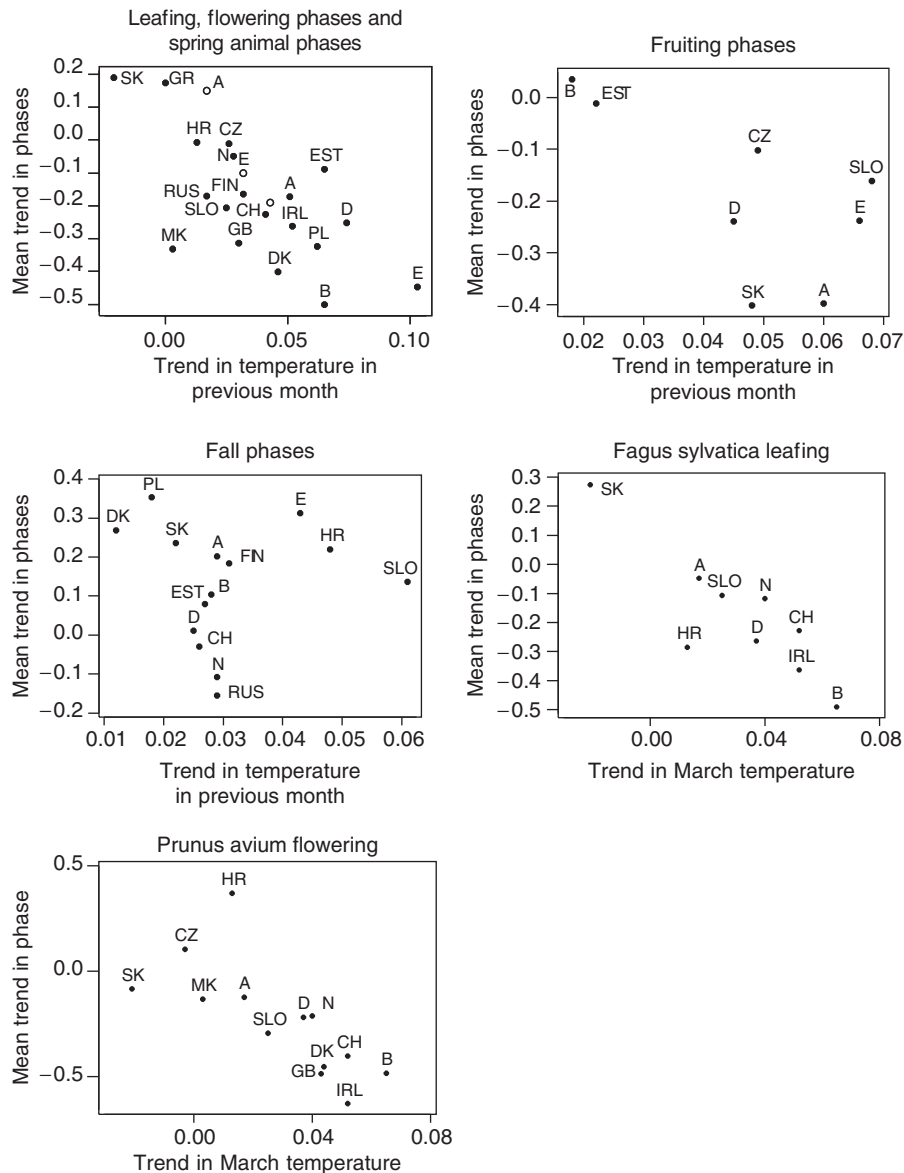 Leafing, flowering phases and
spring animal phases
Mean trend in phases
0.2
0.1
0.0
−0.1
−0.2
−0.3
−0.4
−0.5
SK
GR
A
HR
CZ
N
E
EST
RUS
FIN
A
SLO
CH
IRL
D
MK
GB
PL
DK
B
E
0.00
0.05
0.10
Trend in temperature in
previous month
Fruiting phases
Mean trend in phases
0.0
−0.1
−0.2
−0.3
−0.4
B
EST
CZ
SLO
D
E
SK
A
0.02
0.03
0.04
0.05
0.06
0.07
Trend in temperature in
previous month
Fall phases
Mean trend in phases
0.4
0.3
0.2
0.1
0.0
−0.1
−0.2
PL
DK
E
SK
A
HR
FIN
SLO
EST
B
D
CH
N
RUS
0.01
0.02
0.03
0.04
0.05
0.06
Trend in temperature
in previous month
Fagus sylvatica leafing
Mean trend in phases
0.3
0.2
0.0
−0.1
−0.2
−0.3
−0.4
−0.5
SK
A
SLO
N
HR
D
CH
IRL
B
0.00
0.04
0.08
Trend in March temperature
Prunus avium flowering
Mean trend in phase
0.5
0.0
−0.5
HR
CZ
SK
MK
A
SLO
D
N
DK
CH
GB
B
IRL
0.00
0.04
0.08
Trend in March temperature